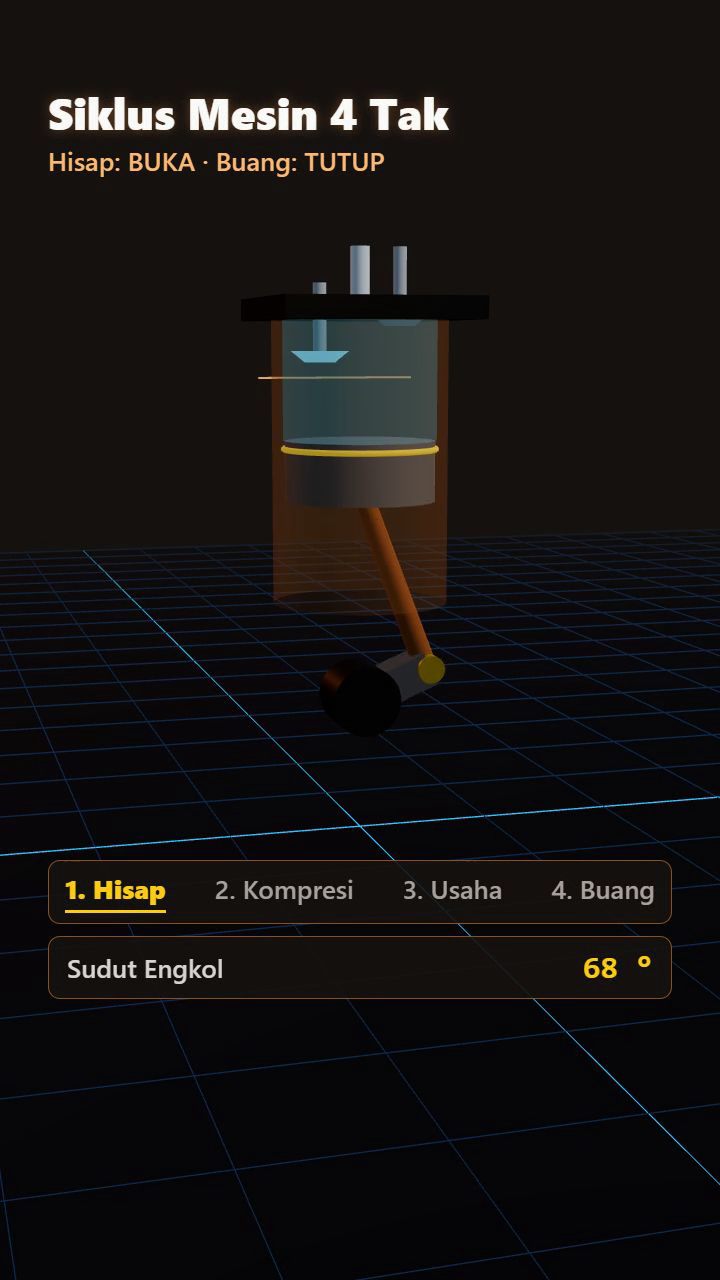 Siklus Mesin 4 Tak
Hisap: BUKA · Buang: TUTUP
1. Hisap 2. Kompresi 3. Usaha 4. Buang
Sudut Engkol 68 °